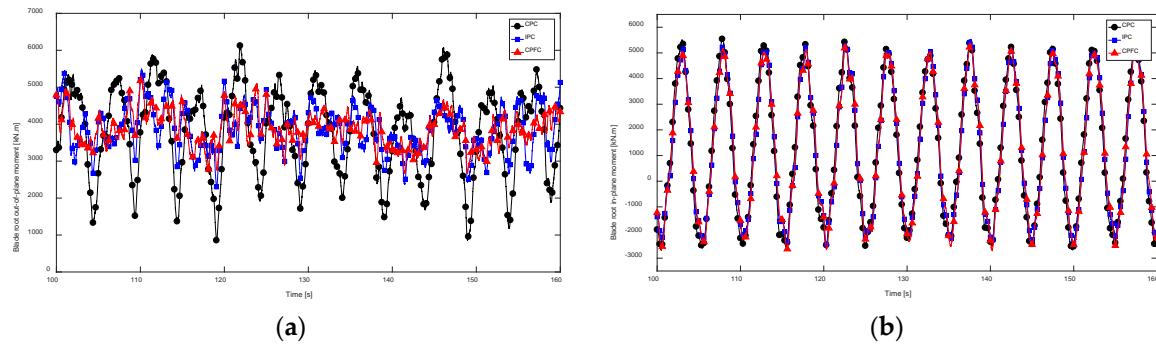 7000
6000
5000
4000
3000
2000
1000
0
Blade root out-of-plane moment [kN.m]
CPC
IPC
CPFC
100 110 120 130 140 150 160
Time [s]
(a)
6000
5000
4000
3000
2000
1000
0
-1000
-2000
-3000
Blade root in-plane moment [kN.m]
CPC
IPC
CPFC
100 110 120 130 140 150 160
Time [s]
(b)